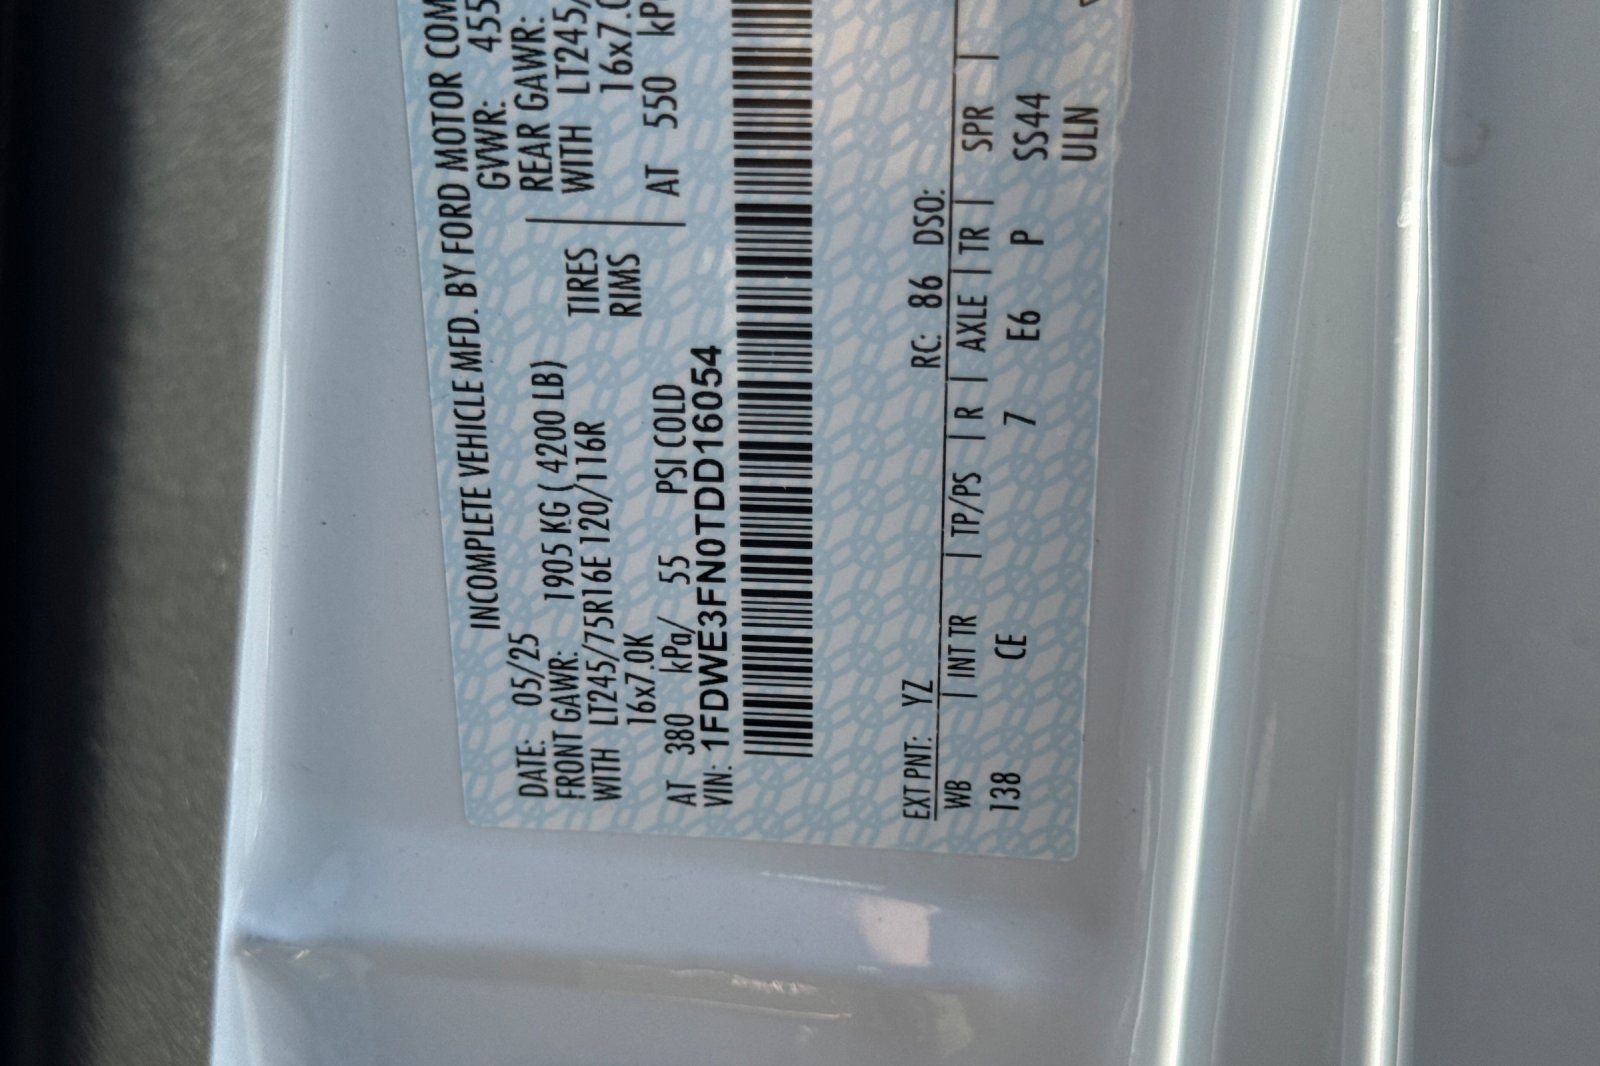 INCOMPLETE VEHICLE MFD. BY FORD MOTOR COM
DATE: 05/25 GVWR: 455
FRONT GAWR: 1905 KG ( 4200 LB) REAR GAWR:
WITH LT245/75R16E 120/116R TIRES WITH LT245/
16x7.0K RIMS 16x7.0
AT 380 kPa/ 55 PSI COLD AT 550 kP
VIN: 1FDWE3FN0TDD16054
EXT PNT: YZ RC: 86 DSO:
WB | INT TR | TP/PS | R | AXLE | TR | SPR |
138 CE 7 E6 P SS44
ULN